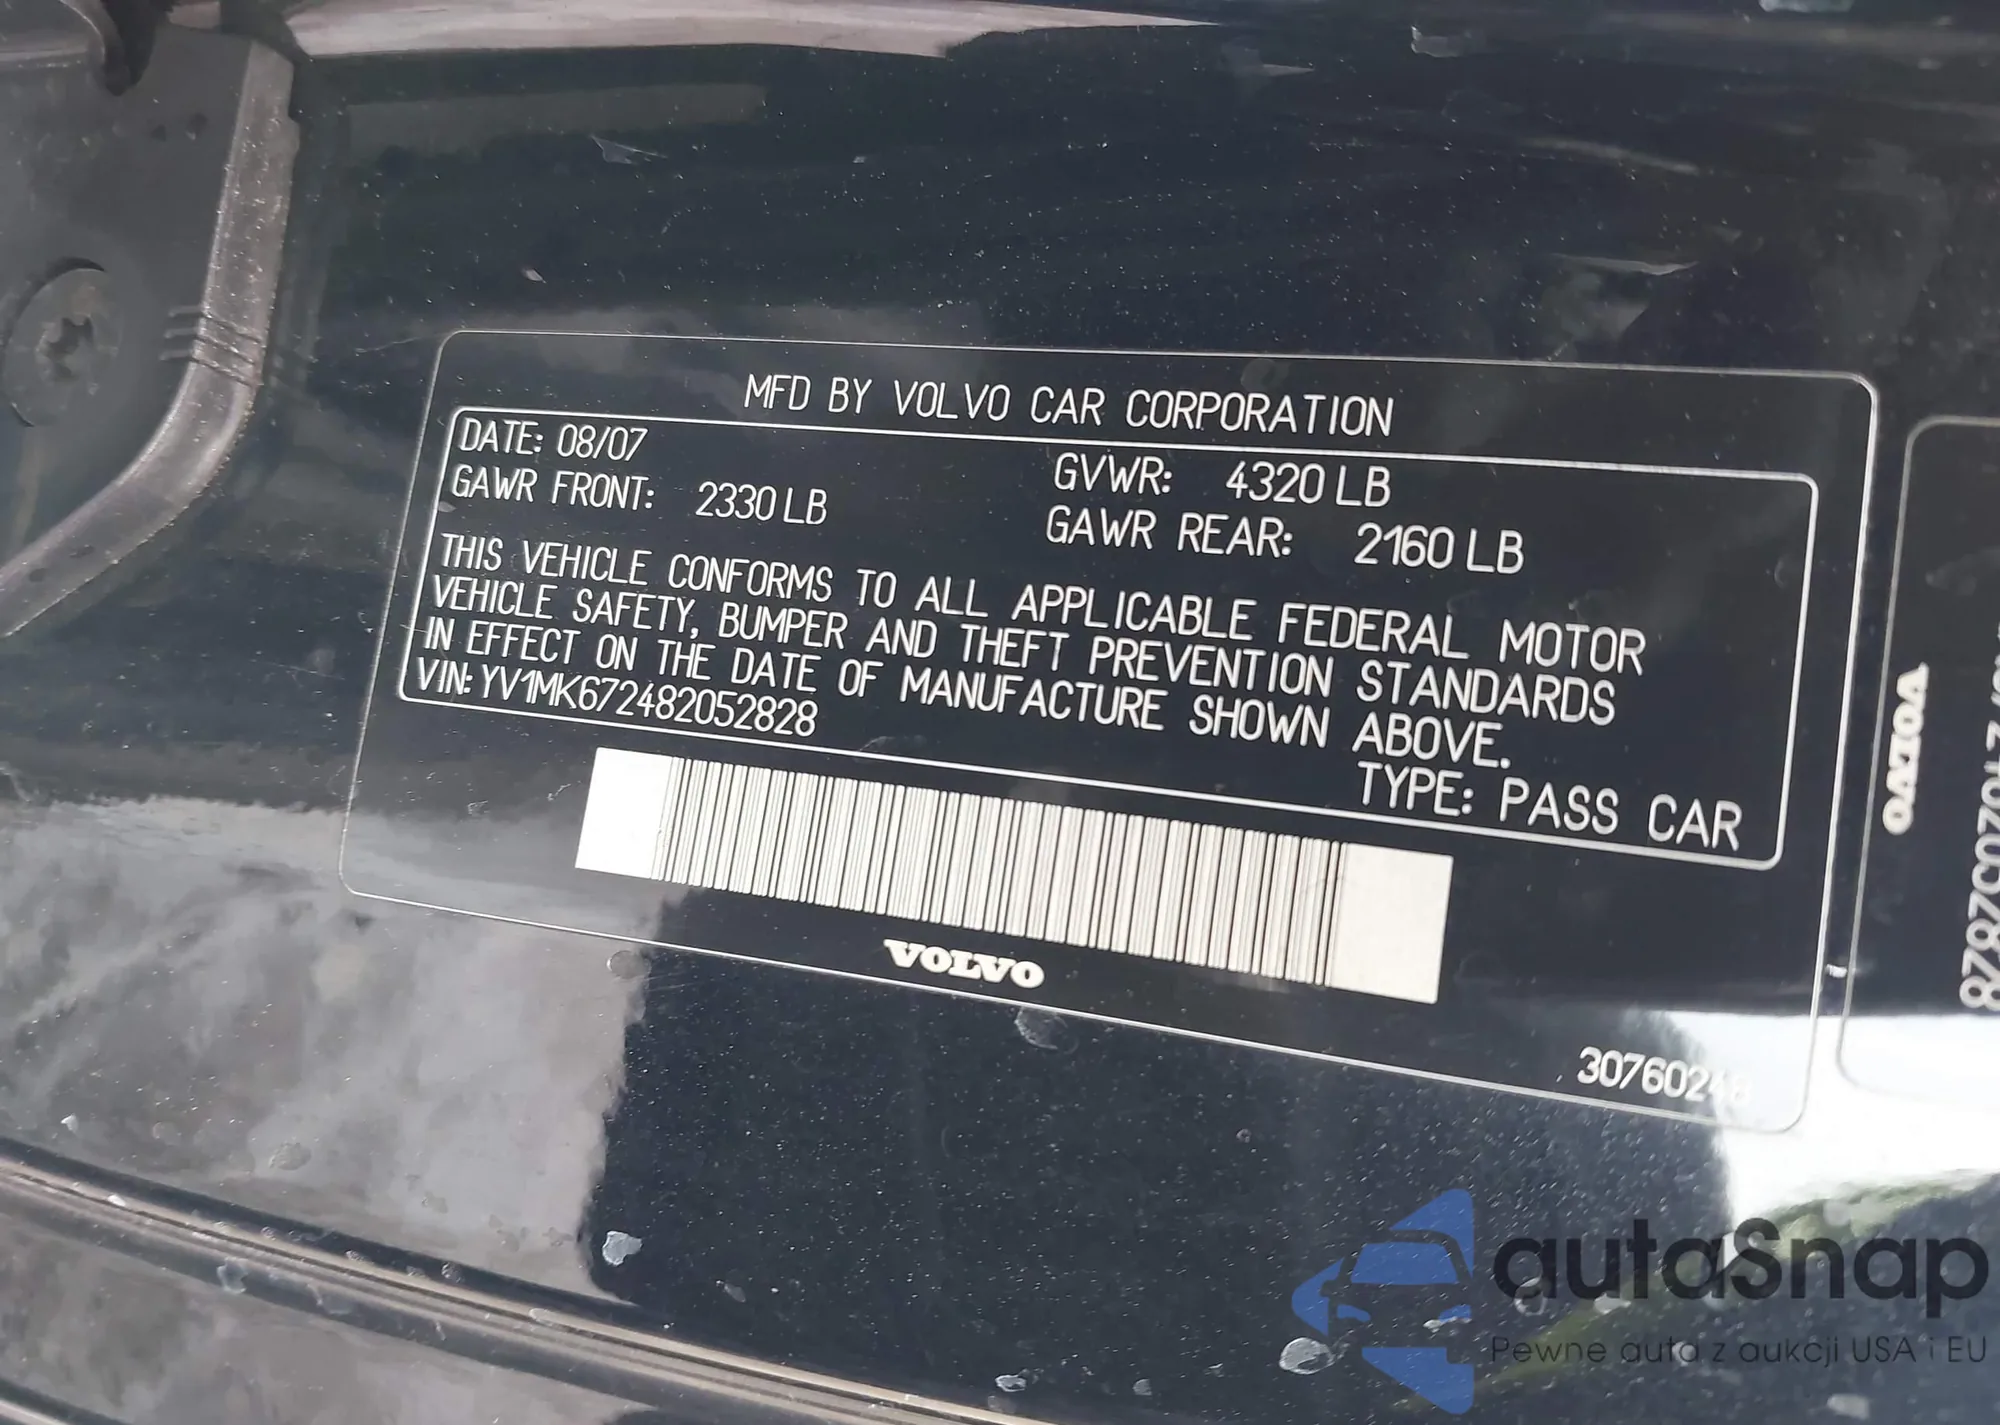 MFD BY VOLVO CAR CORPORATION
DATE: 08/07
GVWR: 4320 LB
GAWR FRONT: 2330 LB
GAWR REAR: 2160 LB
THIS VEHICLE CONFORMS TO ALL APPLICABLE FEDERAL MOTOR
VEHICLE SAFETY, BUMPER AND THEFT PREVENTION STANDARDS
IN EFFECT ON THE DATE OF MANUFACTURE SHOWN ABOVE.
VIN: YV1MK672482052828
TYPE: PASS CAR
VOLVO
30760248
VOLVO
autaSnap
Pewne auta z aukcji USA i EU